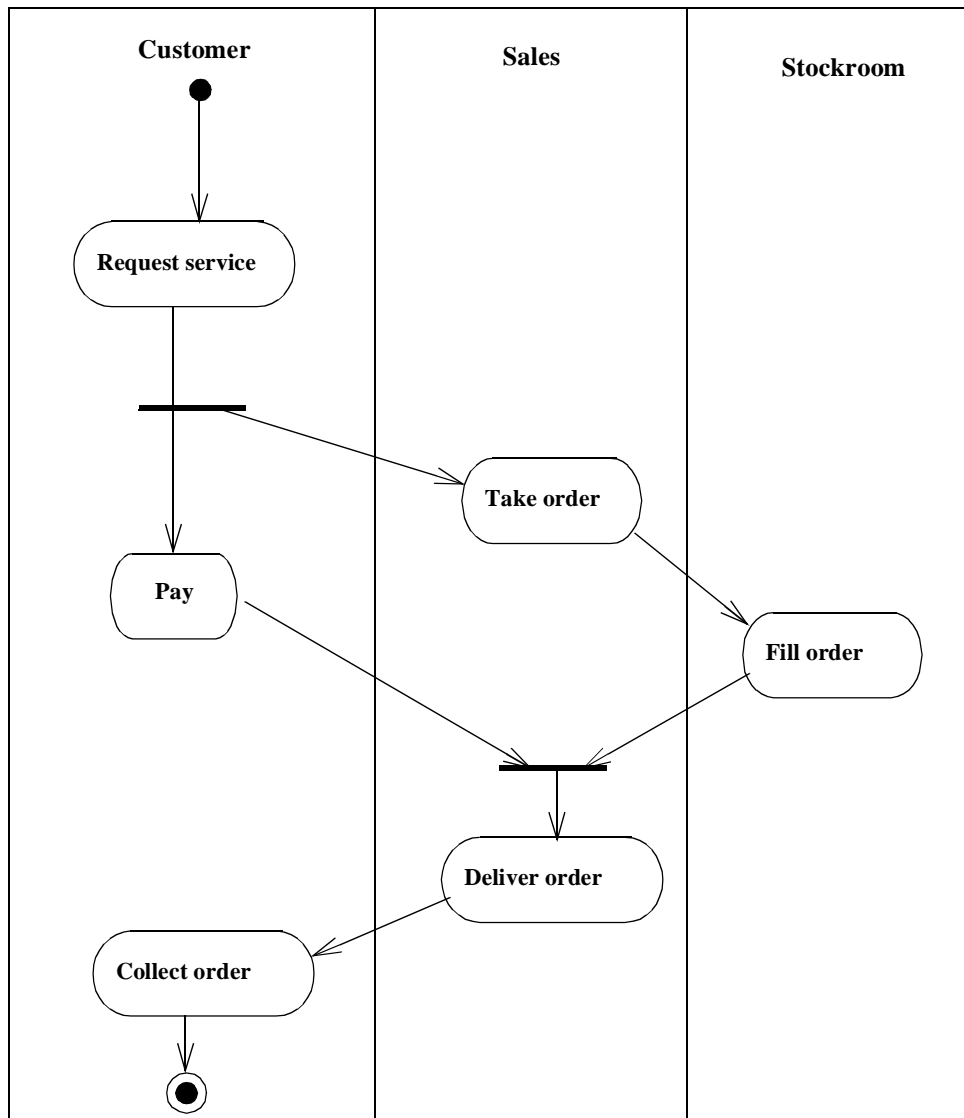 Customer
Sales
Stockroom
Request service
Take order
Pay
Fill order
Deliver order
Collect order